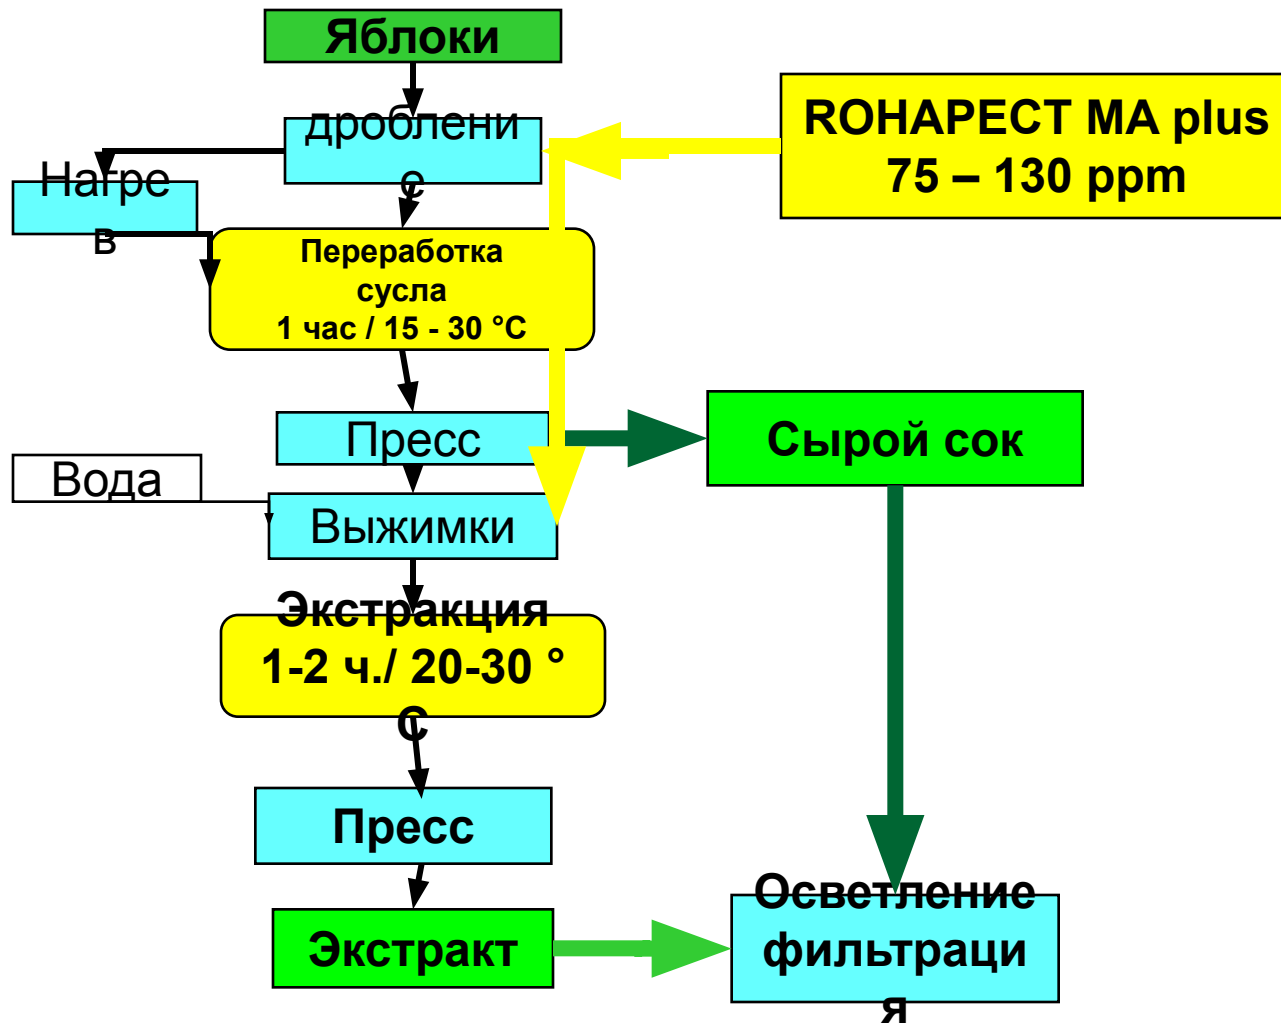 Яблоки
ROHAPECT MA plus
75 – 130 ppm
дроблени
е
Нагре
в
Переработка
сусла
1 час / 15 - 30 °C
Пресс
Сырой сок
Вода
Выжимки
Экстракция
1-2 ч./ 20-30 °
С
Пресс
Осветление
фильтраци
я
Экстракт